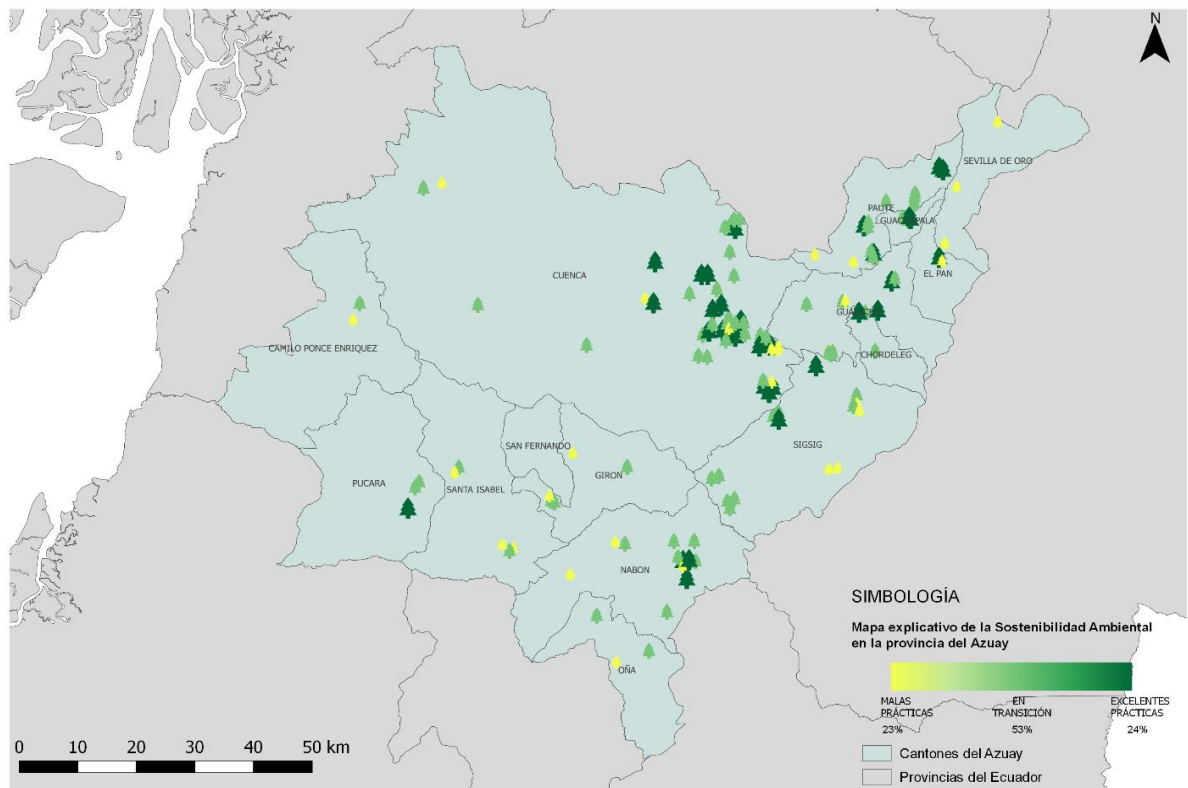 N
SEVILLA DE ORO
PAUTE
CUENCA
EL PAN
CAMILO PONCE ENRIQUEZ
CHORDELEG
SAN FERNANDO
SIGSIG
GIRON
PUCARA
SANTA ISABEL
NABON
OÑA
SIMBOLOGÍA
Mapa explicativo de la Sostenibilidad Ambiental
en la provincia del Azuay
MALAS EN EXCELENTES
PRÁCTICAS TRANSICIÓN PRÁCTICAS
23% 53% 24%
Cantones del Azuay
Provincias del Ecuador
0 10 20 30 40 50 km